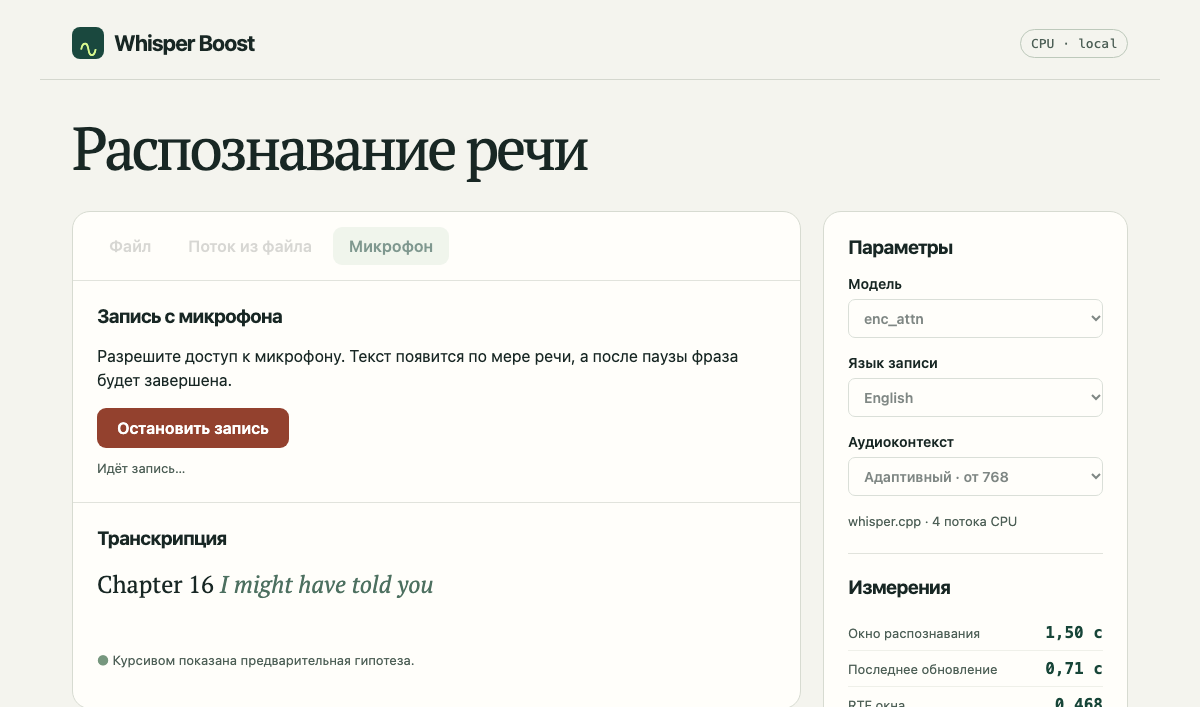 Whisper Boost
CPU · local
Распознавание речи
Файл
Поток из файла
Микрофон
Запись с микрофона
Разрешите доступ к микрофону. Текст появится по мере речи, а после паузы фраза
будет завершена.
Остановить запись
Идёт запись…
Транскрипция
Chapter 16 I might have told you
Курсивом показана предварительная гипотеза.
Параметры
Модель
enc_attn
Язык записи
English
Аудиоконтекст
Адаптивный · от 768
whisper.cpp · 4 потока CPU
Измерения
Окно распознавания 1,50 с
Последнее обновление 0,71 с
RTF окна 0,468